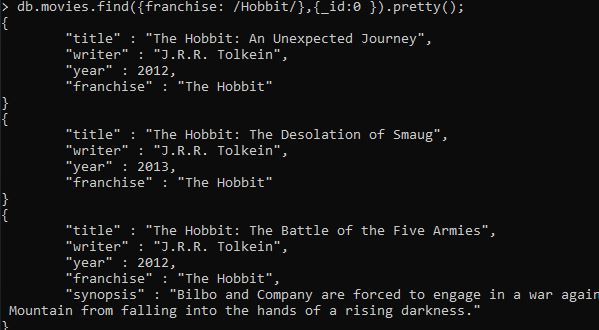 > db.movies.find({franchise: /Hobbit/},{_id:0 }).pretty();
{
"title" : "The Hobbit: An Unexpected Journey",
"writer" : "J.R.R. Tolkein",
"year" : 2012,
"franchise" : "The Hobbit"
}
{
"title" : "The Hobbit: The Desolation of Smaug",
"writer" : "J.R.R. Tolkein",
"year" : 2013,
"franchise" : "The Hobbit"
}
{
"title" : "The Hobbit: The Battle of the Five Armies",
"writer" : "J.R.R. Tolkein",
"year" : 2012,
"franchise" : "The Hobbit",
"synopsis" : "Bilbo and Company are forced to engage in a war again
Mountain from falling into the hands of a rising darkness."
}